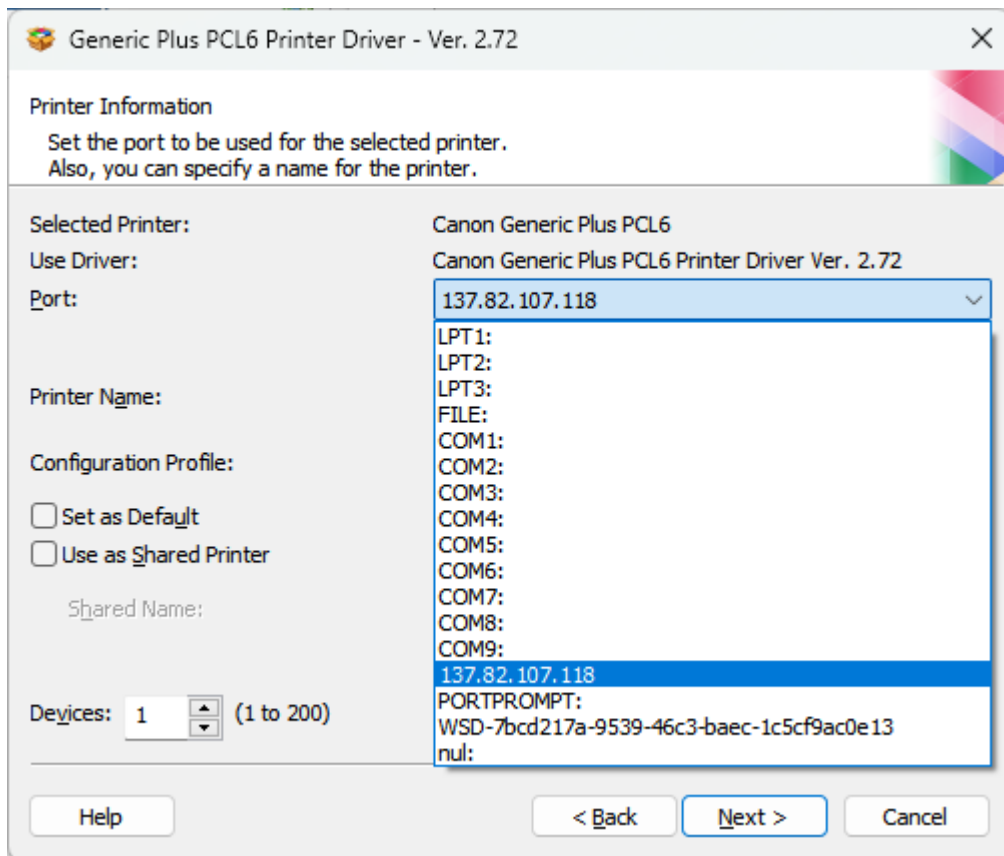 Generic Plus PCL6 Printer Driver - Ver. 2.72
Printer Information
Set the port to be used for the selected printer.
Also, you can specify a name for the printer.
Selected Printer: Canon Generic Plus PCL6
Use Driver: Canon Generic Plus PCL6 Printer Driver Ver. 2.72
Port: 137.82.107.118
LPT1:
LPT2:
LPT3:
Printer Name:
FILE:
COM1:
Configuration Profile:
COM2:
COM3:
Set as Default
COM4:
Use as Shared Printer
COM5:
COM6:
Shared Name:
COM7:
COM8:
COM9:
137.82.107.118
PORTPROMPT:
Devices: 1 (1 to 200)
WSD-7bcd217a-9539-46c3-baec-1c5cf9ac0e13
nul:
Help < Back Next > Cancel